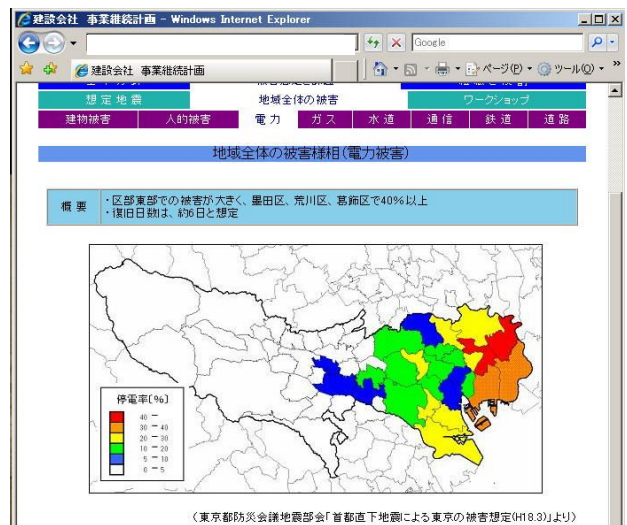 建設会社 事業継続計画 - Windows Internet Explorer
Google
建設会社 事業継続計画
ページ(P)
ツール(O)
想定地震
地域全体の被害
ワークショップ
建物被害
人的被害
電力
ガス
水道
通信
鉄道
道路
地域全体の被害様相(電力被害)
概要
・区部東部での被害が大きく、墨田区、荒川区、葛飾区で40%以上
・復旧日数は、約6日と想定
停電率[%]
40 -
30 - 40
20 - 30
10 - 20
5 - 10
0 - 5
(東京都防災会議地震部会「首都直下地震による東京の被害想定(H18.3)」より)